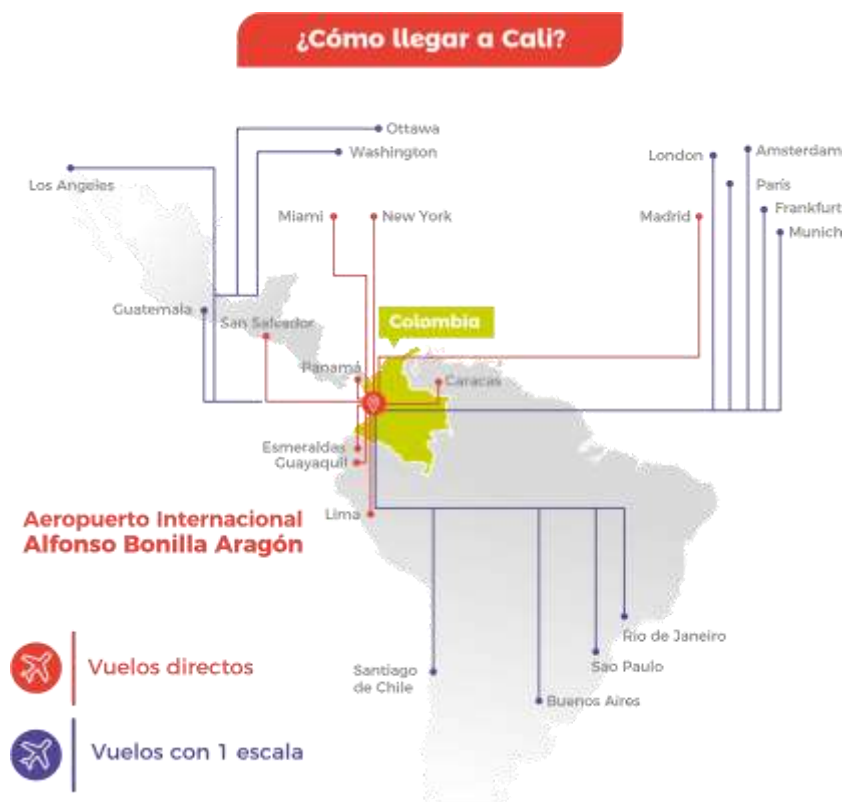 ¿Cómo llegar a Cali?
Ottawa
Washington
Los Angeles
London
Amsterdam
París
Frankfurt
Munich
Miami
New York
Madrid
Guatemala
San Salvador
Colombia
Panamá
Caracas
Esmeraldas
Guayaquil
Lima
Aeropuerto Internacional
Alfonso Bonilla Aragón
Rio de Janeiro
Sao Paulo
Santiago
de Chile
Buenos Aires
Vuelos directos
Vuelos con 1 escala